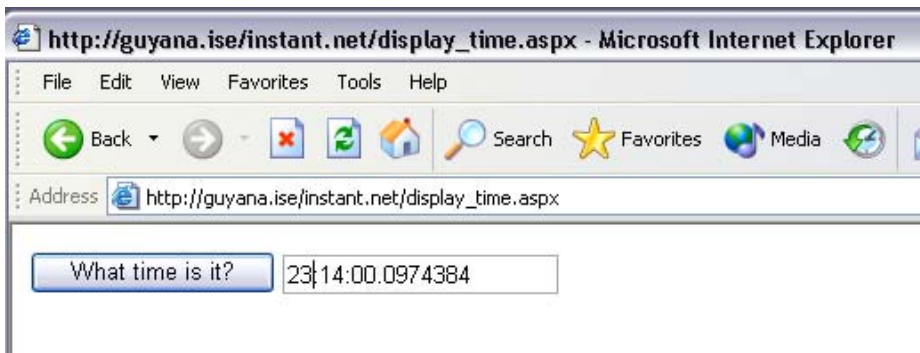 http://guyana.ise/instant.net/display_time.aspx - Microsoft Internet Explorer
File Edit View Favorites Tools Help
Back Search Favorites Media
Address http://guyana.ise/instant.net/display_time.aspx
What time is it? 23:14:00.0974384